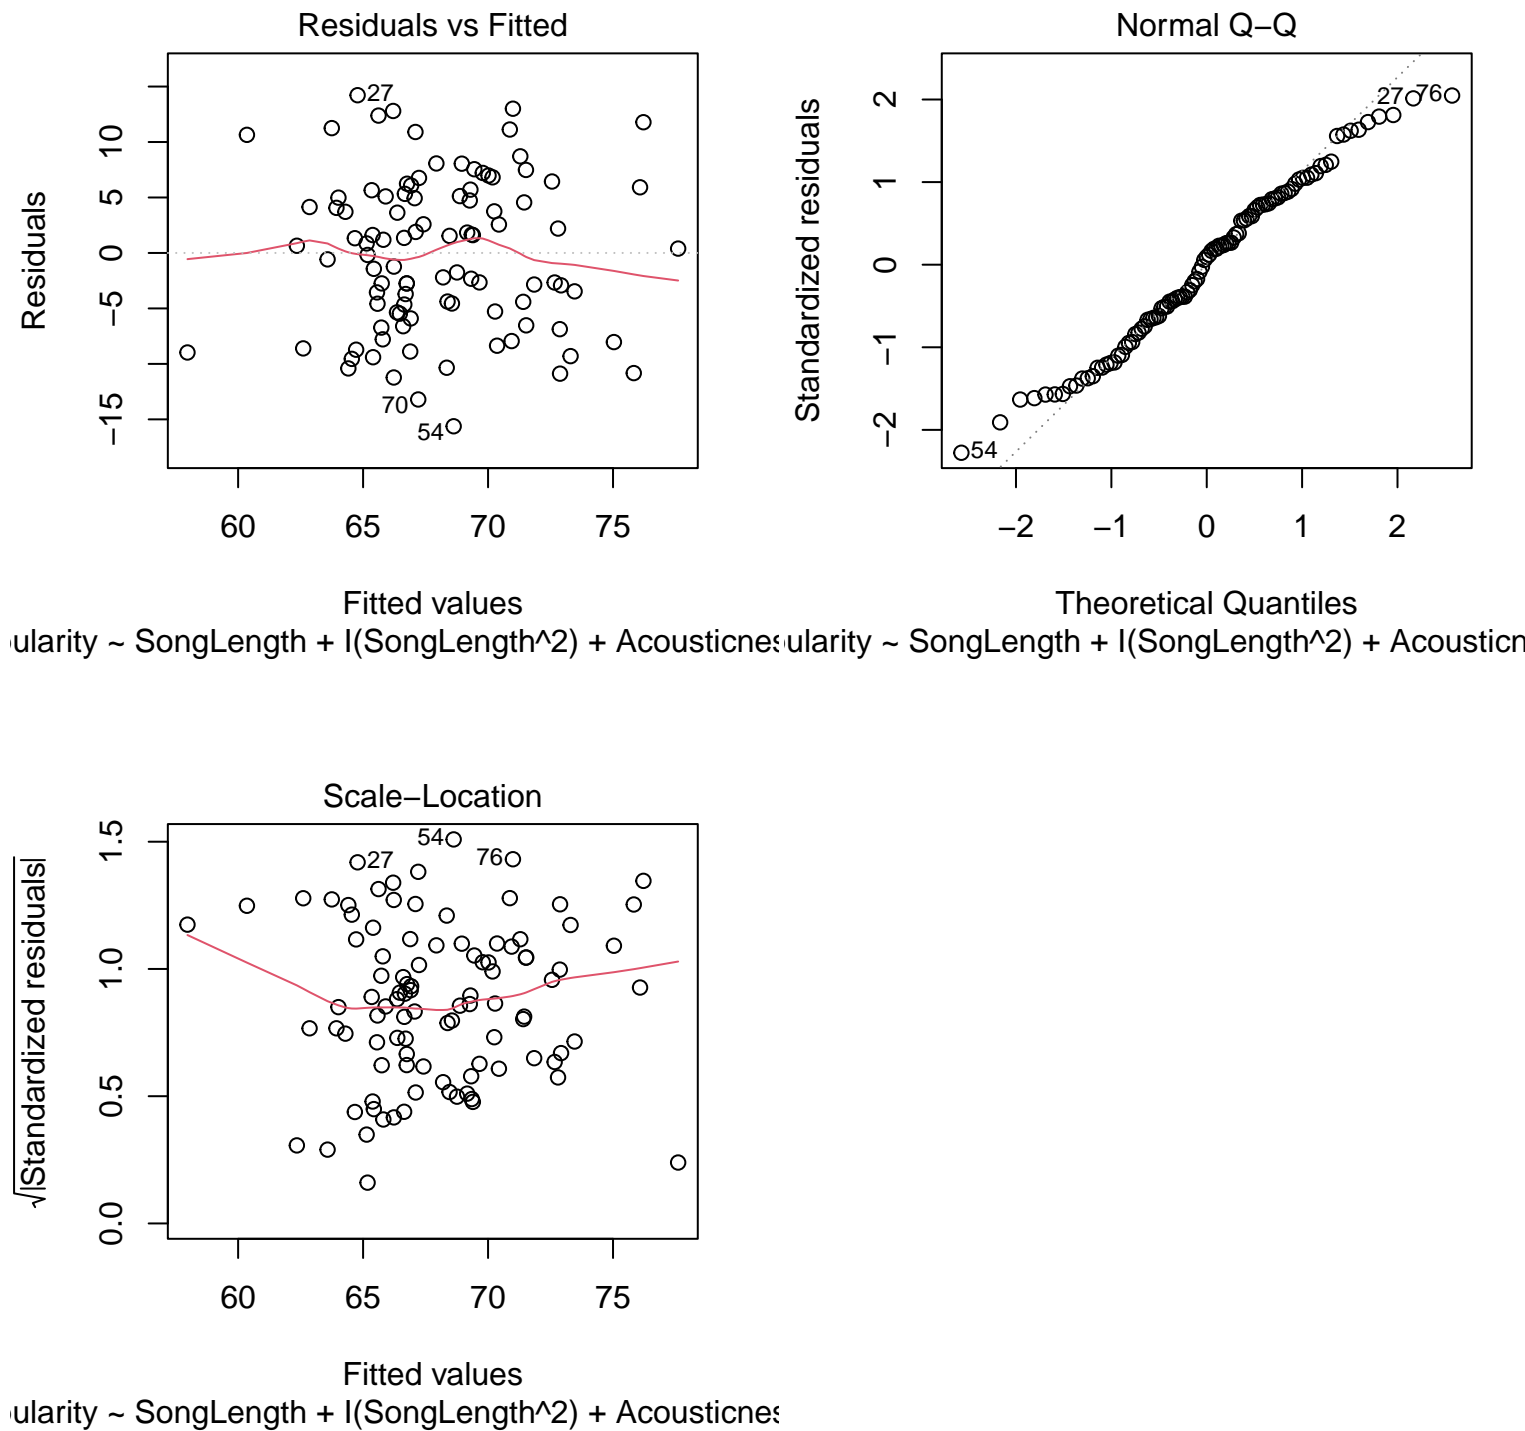 Residuals vs Fitted
Residuals
10
5
0
−5
−15
27
70
54
60 65 70 75
Fitted values
ularity ~ SongLength + I(SongLength^2) + Acousticnes
Normal Q−Q
Standardized residuals
2
1
0
−1
−2
27
76
54
−2 −1 0 1 2
Theoretical Quantiles
ularity ~ SongLength + I(SongLength^2) + Acousticn
Scale−Location
√|Standardized residuals|
1.5
1.0
0.5
0.0
54
27
76
60 65 70 75
Fitted values
ularity ~ SongLength + I(SongLength^2) + Acousticnes